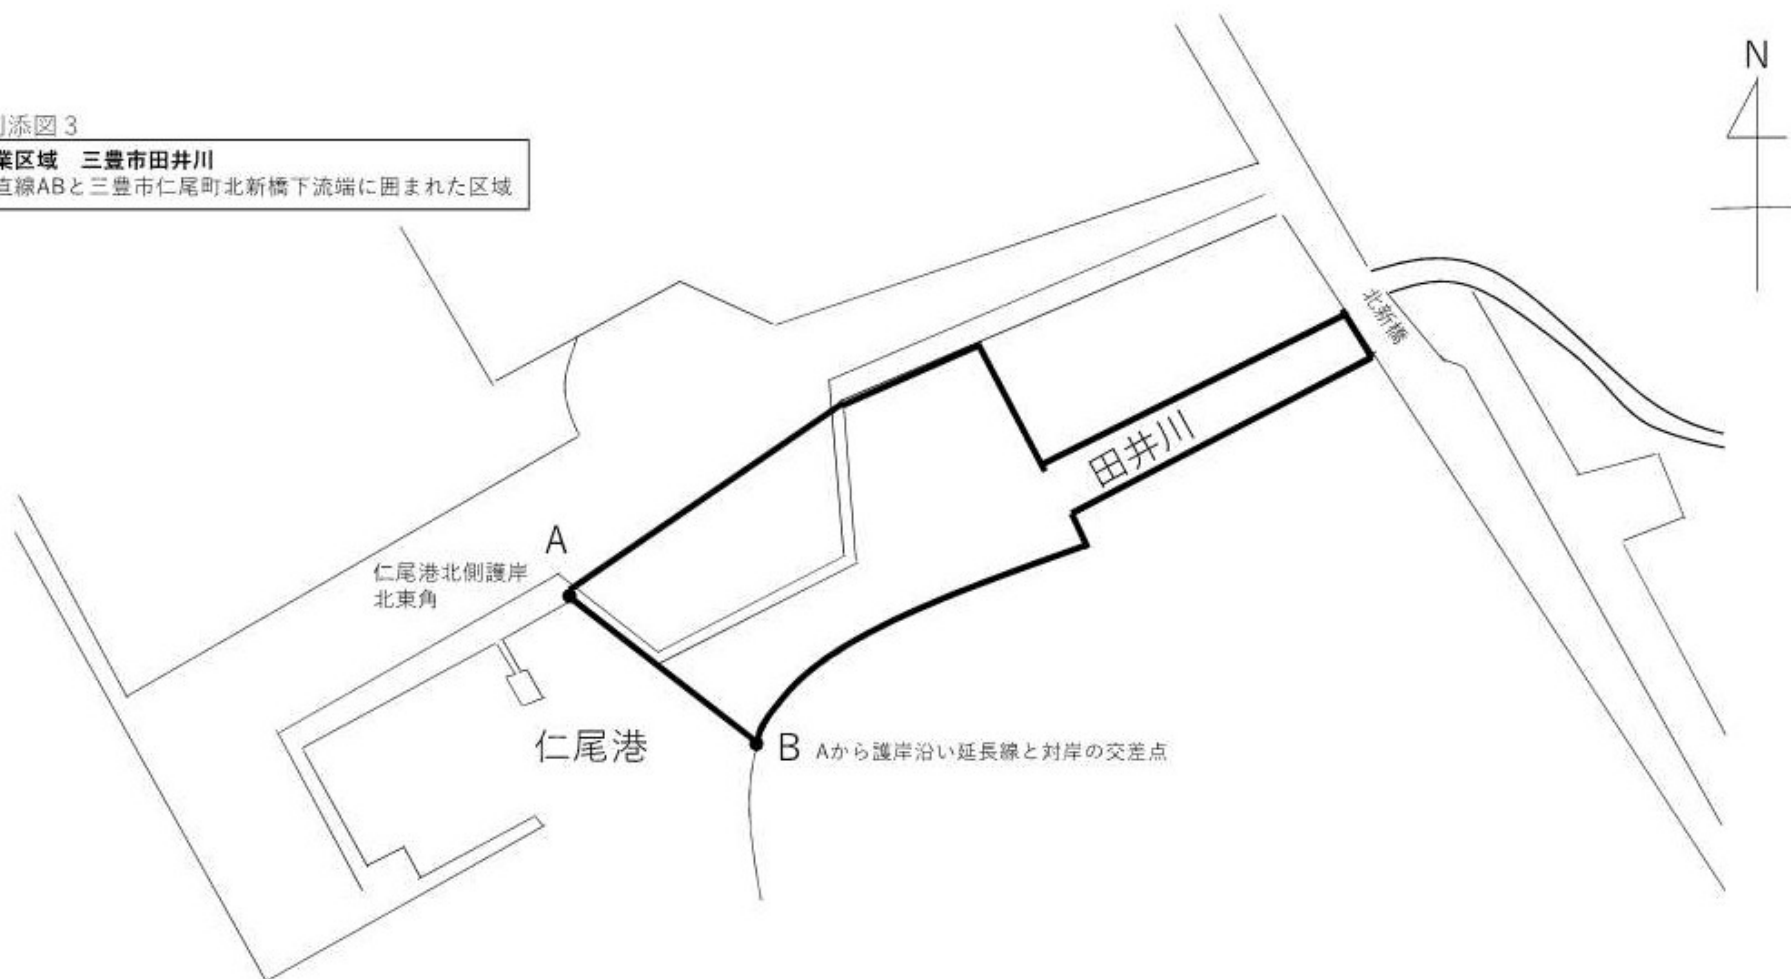 添図3
業区域 三豊市田井川
直線ABと三豊市仁尾町北新橋下流端に囲まれた区域
N
北新橋
田井川
A
仁尾港北側護岸
北東角
仁尾港
B Aから護岸沿い延長線と対岸の交差点